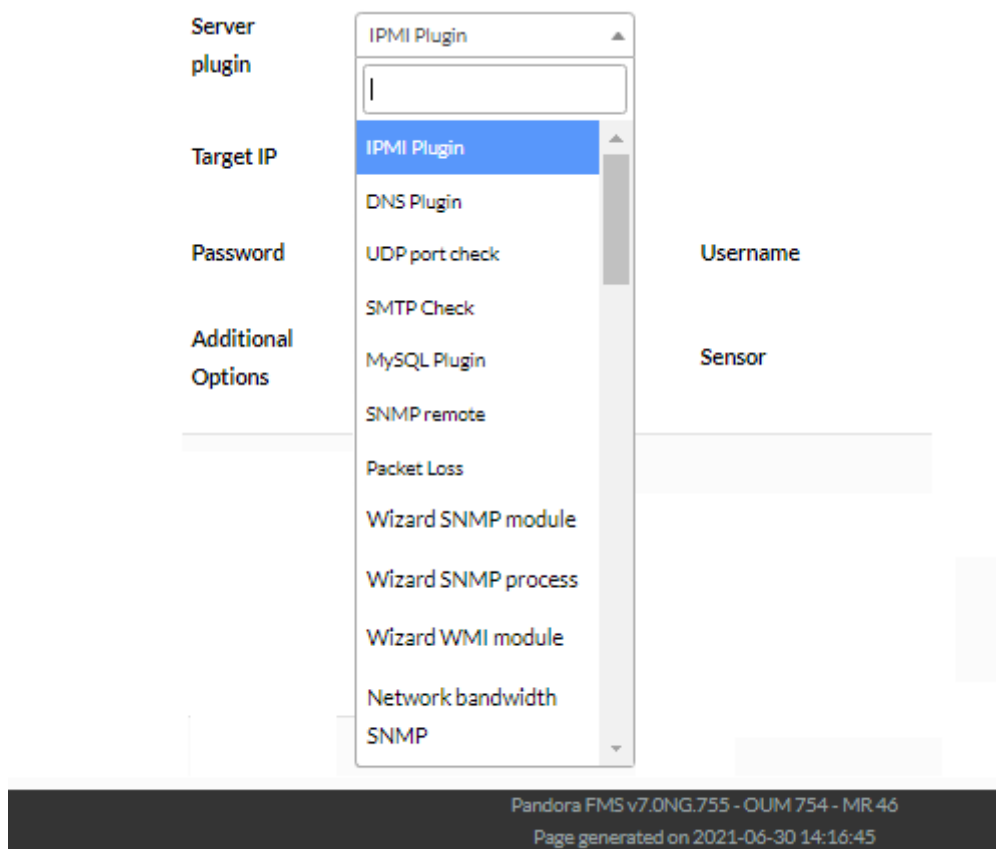 Server
plugin
IPMI Plugin
IPMI Plugin
Target IP
DNS Plugin
Password
UDP port check
Username
SMTP Check
Additional
Options
MySQL Plugin
Sensor
SNMP remote
Packet Loss
Wizard SNMP module
Wizard SNMP process
Wizard WMI module
Network bandwidth
SNMP
Pandora FMS v7.0NG.755 - OUM 754 - MR 46
Page generated on 2021-06-30 14:16:45